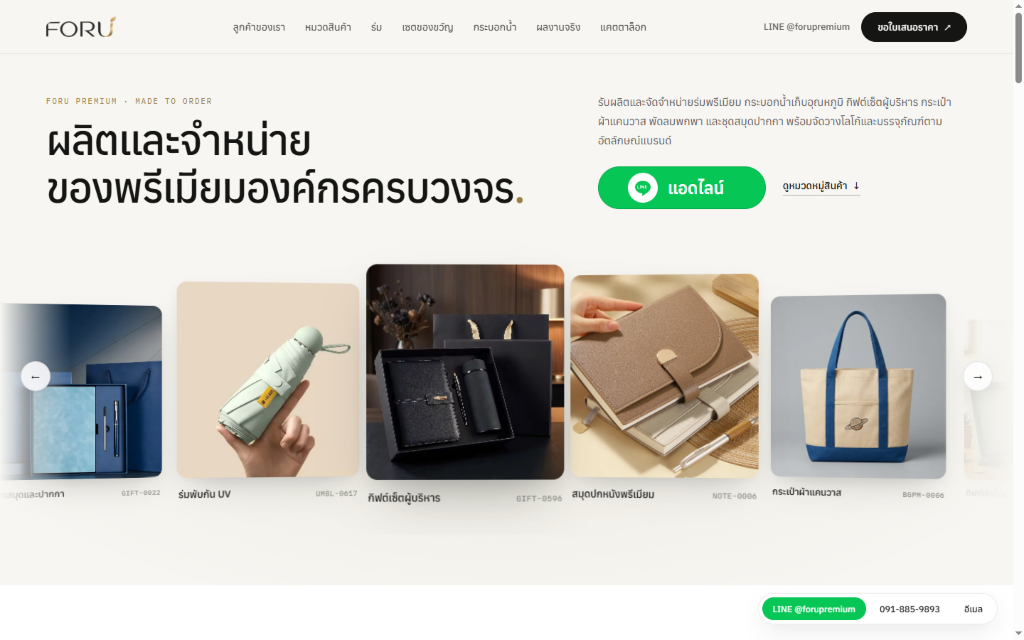 FORU
ลูกค้าของเรา
หมวดสินค้า
ร่ม
เซตของขวัญ
กระบอกน้ำ
ผลงานจริง
แคตตาล็อก
LINE @forupremium
ขอใบเสนอราคา ↗
FORU PREMIUM · MADE TO ORDER
ผลิตและจำหน่าย
ของพรีเมียมองค์กรครบวงจร.
รับผลิตและจัดจำหน่ายร่มพรีเมียม กระบอกน้ำเก็บอุณหภูมิ กิฟต์เซ็ตผู้บริหาร กระเป๋า
ผ้าแคนวาส พัดลมพกพา และชุดสมุดปากกา พร้อมจัดวางโลโก้และบรรจุภัณฑ์ตาม
อัตลักษณ์แบรนด์
LINE
แอดไลน์
ดูหมวดหมู่สินค้า ↓
←
→
สมุดและปากกา
GIFT-0022
ร่มพับกัน UV
UMBL-0617
กิฟต์เซ็ตผู้บริหาร
GIFT-0596
สมุดปกหนังพรีเมียม
NOTE-0006
กระเป๋าผ้าแคนวาส
BGPM-0006
LINE @forupremium
091-885-9893
อีเมล